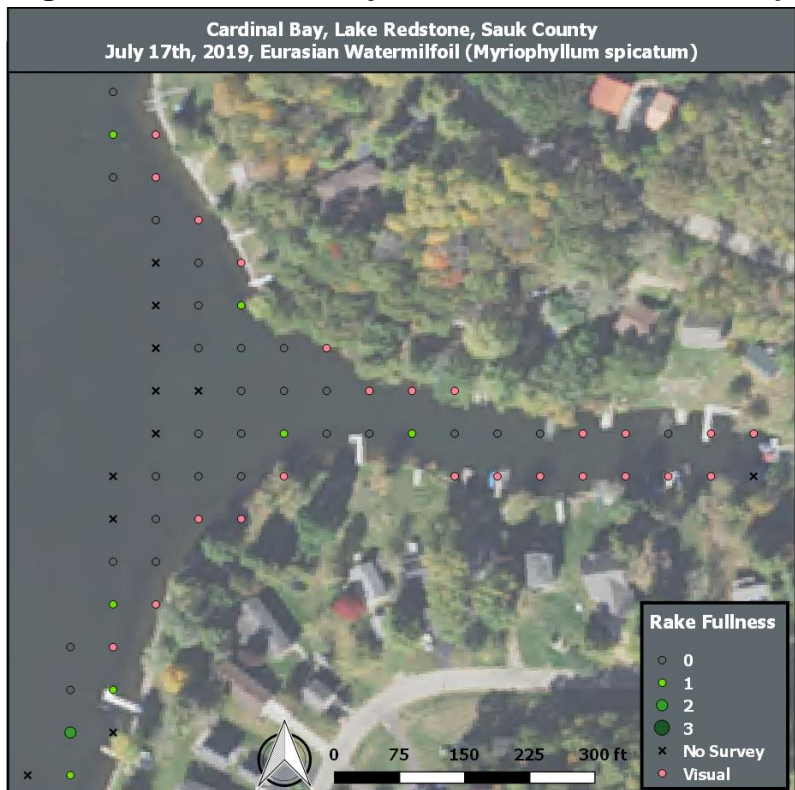 Cardinal Bay, Lake Redstone, Sauk County
July 17th, 2019, Eurasian Watermilfoil (Myriophyllum spicatum)
Rake Fullness
0
1
2
3
No Survey
Visual
0 75 150 225 300 ft